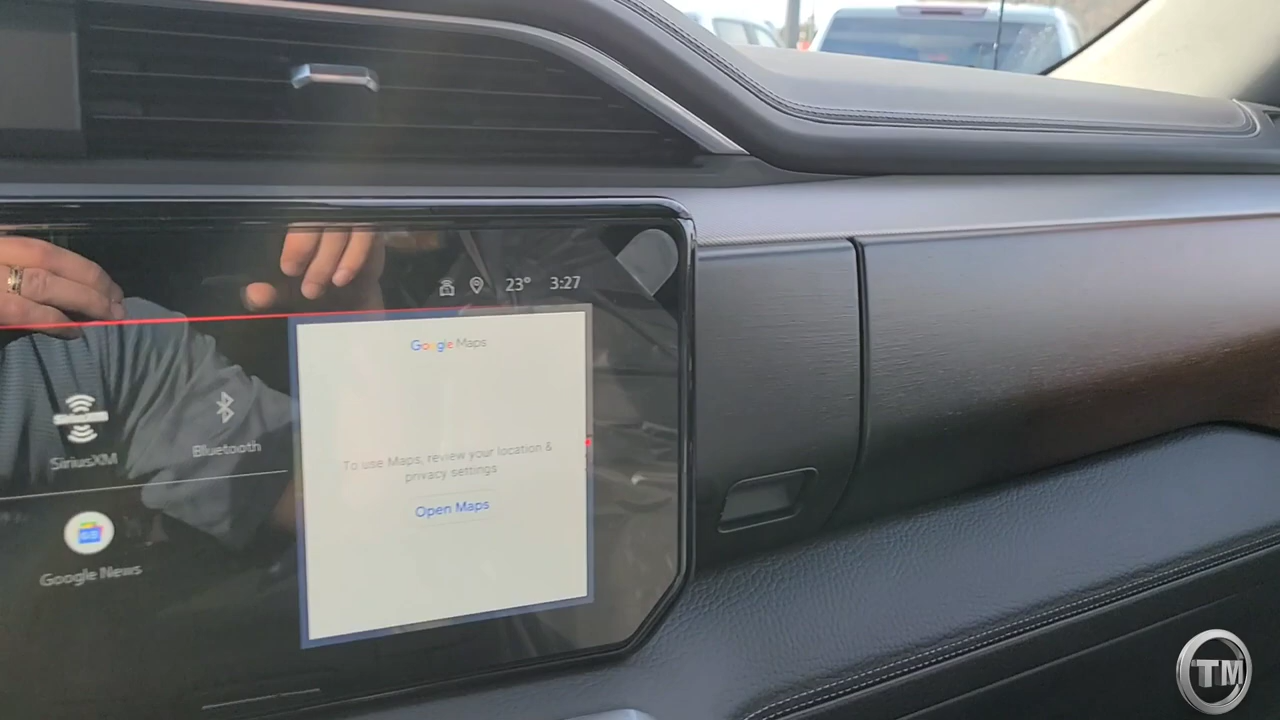 23° 3:27
Google Maps
SiriusXM
Bluetooth
To use Maps, review your location &
privacy settings
Open Maps
Google News
TM